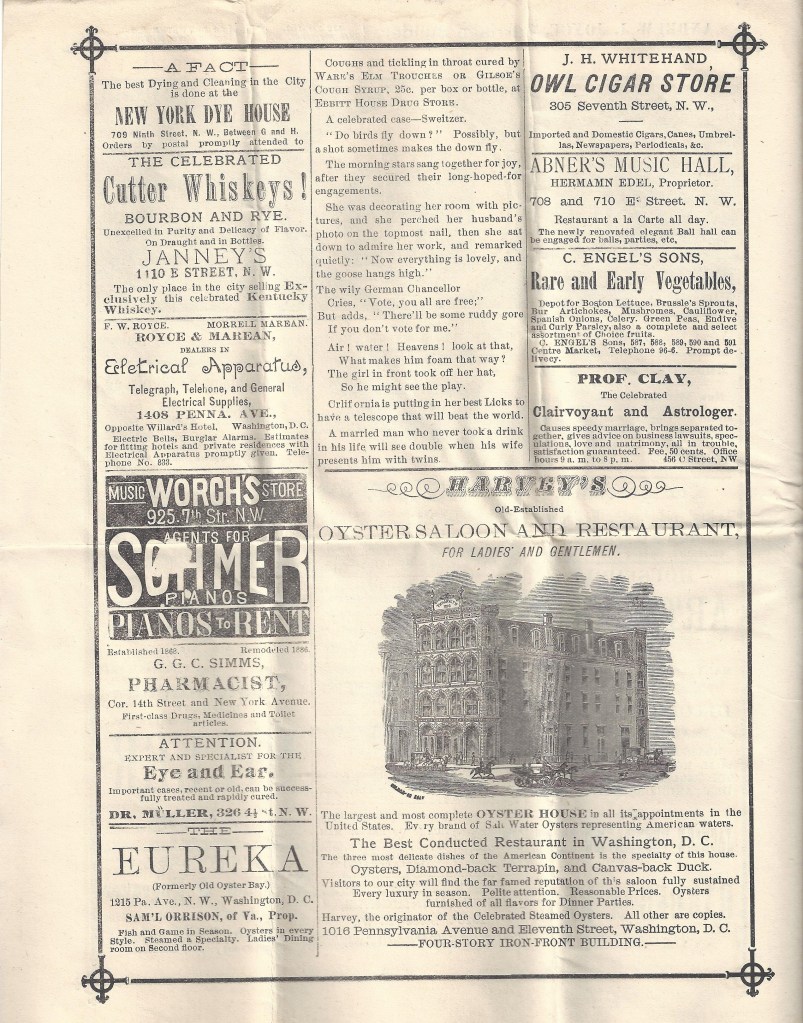 A FACT
The best Dying and Cleaning in the City
is done at the
NEW YORK DYE HOUSE
709 Ninth Street, N. W., Between G and H.
Orders by postal promptly attended to
THE CELEBRATED
Cutter Whiskeys!
BOURBON AND RYE.
Unexcelled in Purity and Delicacy of Flavor.
On Draught and in Bottles.
JANNEY'S
1110 E STREET, N. W.
The only place in the city selling Ex-
clusively this celebrated Kentucky
Whiskey.
F. W. ROYCE. MORRELL MAREAN.
ROYCE & MAREAN,
DEALERS IN
Eletrical Apparatus,
Telegraph, Telehone, and General
Electrical Supplies,
1408 PENNA. AVE.,
Opposite Willard's Hotel, Washington, D. C.
Electric Bells, Burglar Alarms. Estimates
for fitting hotels and private residences with
Electrical Apparatus promptly given. Tele-
phone No. 833.
MUSIC WORCH'S STORE
925. 7th Str. N.W.
AGENTS FOR
SOHMER
PIANOS
PIANOS TO RENT
Established 1868. Remodeled 1886.
G. G. C. SIMMS,
PHARMACIST,
Cor. 14th Street and New York Avenue.
First-class Drugs, Medicines and Toilet
articles.
ATTENTION.
EXPERT AND SPECIALIST FOR THE
Eye and Ear.
Important cases, recent or old, can be success-
fully treated and rapidly cured.
DR. MÜLLER, 326 4½ st. N. W.
THE
EUREKA
(Formerly Old Oyster Bay.)
1215 Pa. Ave., N. W., Washington, D. C.
SAM'L ORRISON, of Va., Prop.
Fish and Game in Season. Oysters in every
Style. Steamed a Specialty. Ladies' Dining
room on Second floor.
COUGHS and tickling in throat cured by
WARE'S ELM TROUCHES OR GILSOE'S
COUGH SYRUP, 25c. per box or bottle, at
EBBITT HOUSE DRUG STORE.
A celebrated case—Sweitzer.
"Do birds fly down?" Possibly, but
a shot sometimes makes the down fly.
The morning stars sang together for joy,
after they secured their long-hoped-for
engagements.
She was decorating her room with pic-
tures, and she perched her husband's
photo on the topmost nail, then she sat
down to admire her work, and remarked
quietly: "Now everything is lovely, and
the goose hangs high."
The wily German Chancellor
Cries, "Vote, you all are free;"
But adds, "There'll be some ruddy gore
If you don't vote for me."
Air! water! Heavens! look at that,
What makes him foam that way?
The girl in front took off her hat,
So he might see the play.
Crlifornia is putting in her best Licks to
have a telescope that will beat the world.
A married man who never took a drink
in his life will see double when his wife
presents him with twins.
J. H. WHITEHAND,
OWL CIGAR STORE
305 Seventh Street, N. W.,
Imported and Domestic Cigars, Canes, Umbrel-
las, Newspapers, Periodicals, &c.
ABNER'S MUSIC HALL,
HERMAMN EDEL, Proprietor.
708 and 710 E Street, N. W.
Restaurant a la Carte all day.
The newly renovated elegant Ball hall can
be engaged for balls, parties, etc,
C. ENGEL'S SONS,
Rare and Early Vegetables,
Depot for Boston Lettuce, Brussle's Sprouts,
Bur Artichokes, Mushromes, Cauliflower,
Spanish Onions, Celery, Green Peas, Endive
and Curly Parsley, also a complete and select
assortment of Choice fruits.
C. ENGEL'S Sons, 587, 588, 589, 590 and 591
Centre Market, Telephone 96-6. Prompt de-
livecy.
PROF. CLAY,
The Celebrated
Clairvoyant and Astrologer.
Causes speedy marriage, brings separated to-
gether, gives advice on business lawsuits, spec-
ulations, love and matrimony, all in trouble,
satisfaction guaranteed. Fee, 50 cents. Office
hours 9 a. m. to 8 p. m. 456 C Street, NW
HARVEY'S
Old-Established
OYSTER SALOON AND RESTAURANT,
FOR LADIES' AND GENTLEMEN.
The largest and most complete OYSTER HOUSE in all its appointments in the
United States. Ev.ry brand of Salt Water Oysters representing American waters.
The Best Conducted Restaurant in Washington, D. C.
The three most delicate dishes of the American Continent is the specialty of this house.
Oysters, Diamond-back Terrapin, and Canvas-back Duck.
Visitors to our city will find the far famed reputation of this saloon fully sustained
Every luxury in season. Polite attention. Reasonable Prices. Oysters
furnished of all flavors for Dinner Parties.
Harvey, the originator of the Celebrated Steamed Oysters. All other are copies.
1016 Pennsylvania Avenue and Eleventh Street, Washington, D. C.
FOUR-STORY IRON-FRONT BUILDING.